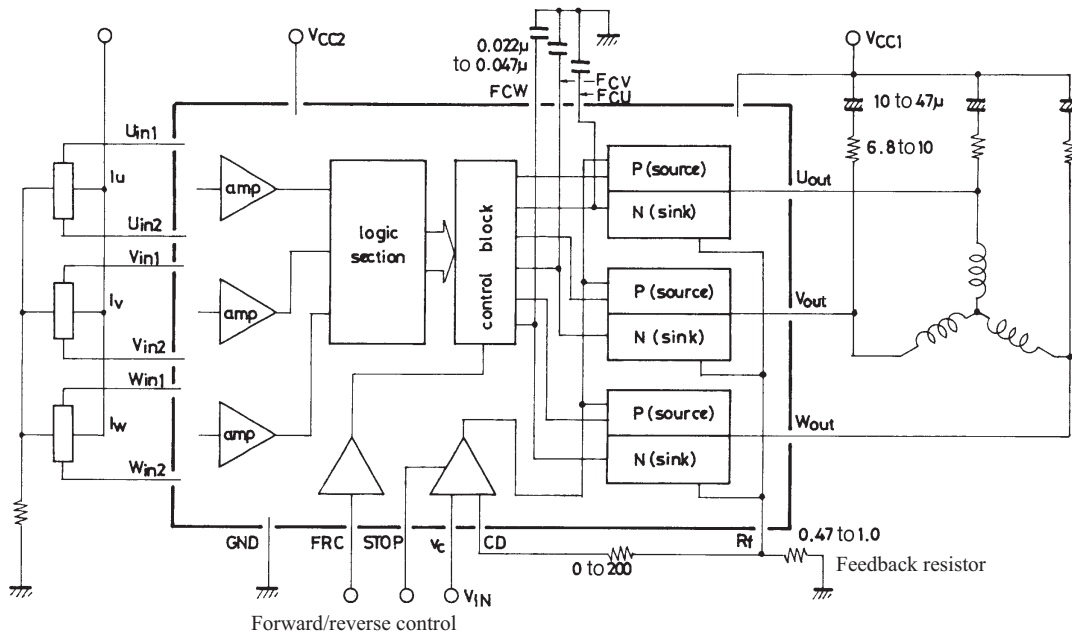 VCC2
0.022µ
to 0.047µ
FCW
FCV
FCU
VCC1
10 to 47µ
6.8 to 10
Uin1
Iu
Uin2
Vin1
Iv
Vin2
Win1
Iw
Win2
amp
amp
amp
logic
section
control block
P (source)
N (sink)
P (source)
N (sink)
P (source)
N (sink)
Uout
Vout
Wout
GND
FRC
STOP
Vc
CD
Rf
0.47 to 1.0
0 to 200
Feedback resistor
VIN
Forward/reverse control